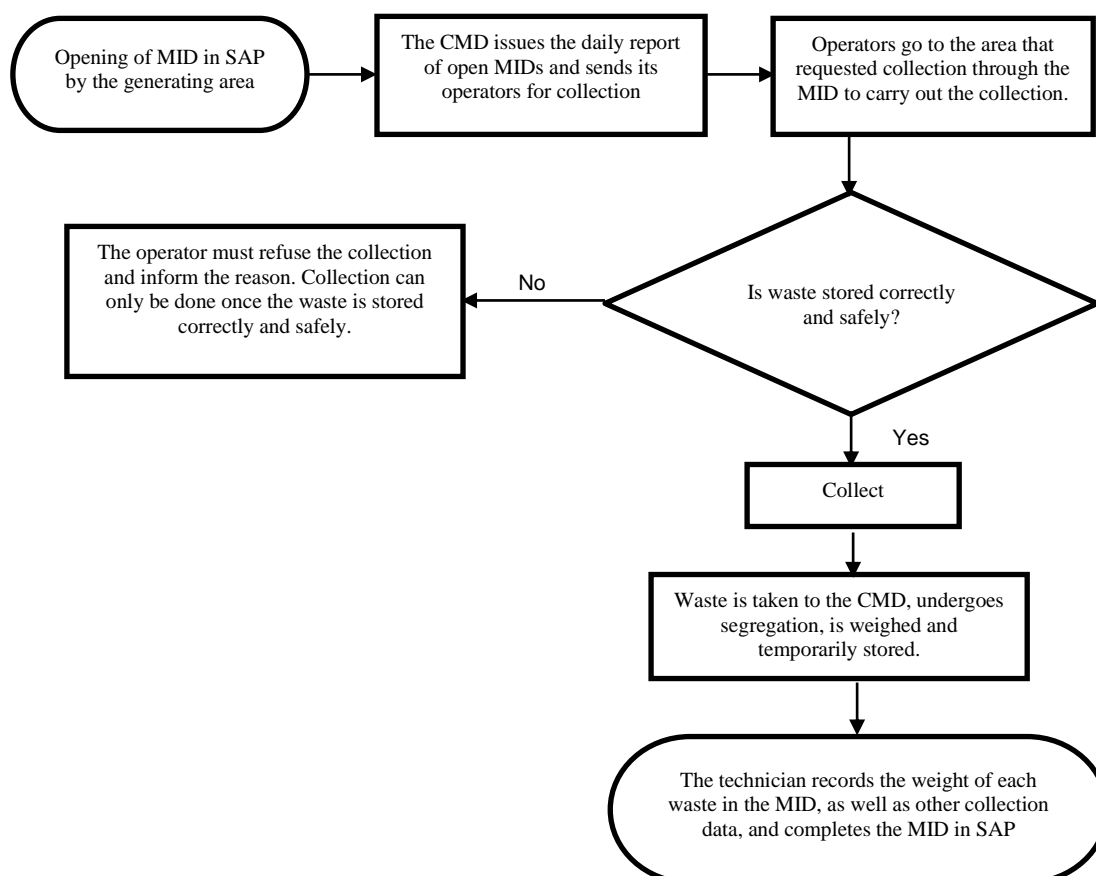 Opening of MID in SAP
by the generating area
The CMD issues the daily report
of open MIDs and sends its
operators for collection
Operators go to the area that
requested collection through the
MID to carry out the collection.
The operator must refuse the collection
and inform the reason. Collection can
only be done once the waste is stored
correctly and safely.
No
Is waste stored correctly
and safely?
Yes
Collect
Waste is taken to the CMD, undergoes
segregation, is weighed and
temporarily stored.
The technician records the weight of each
waste in the MID, as well as other collection
data, and completes the MID in SAP